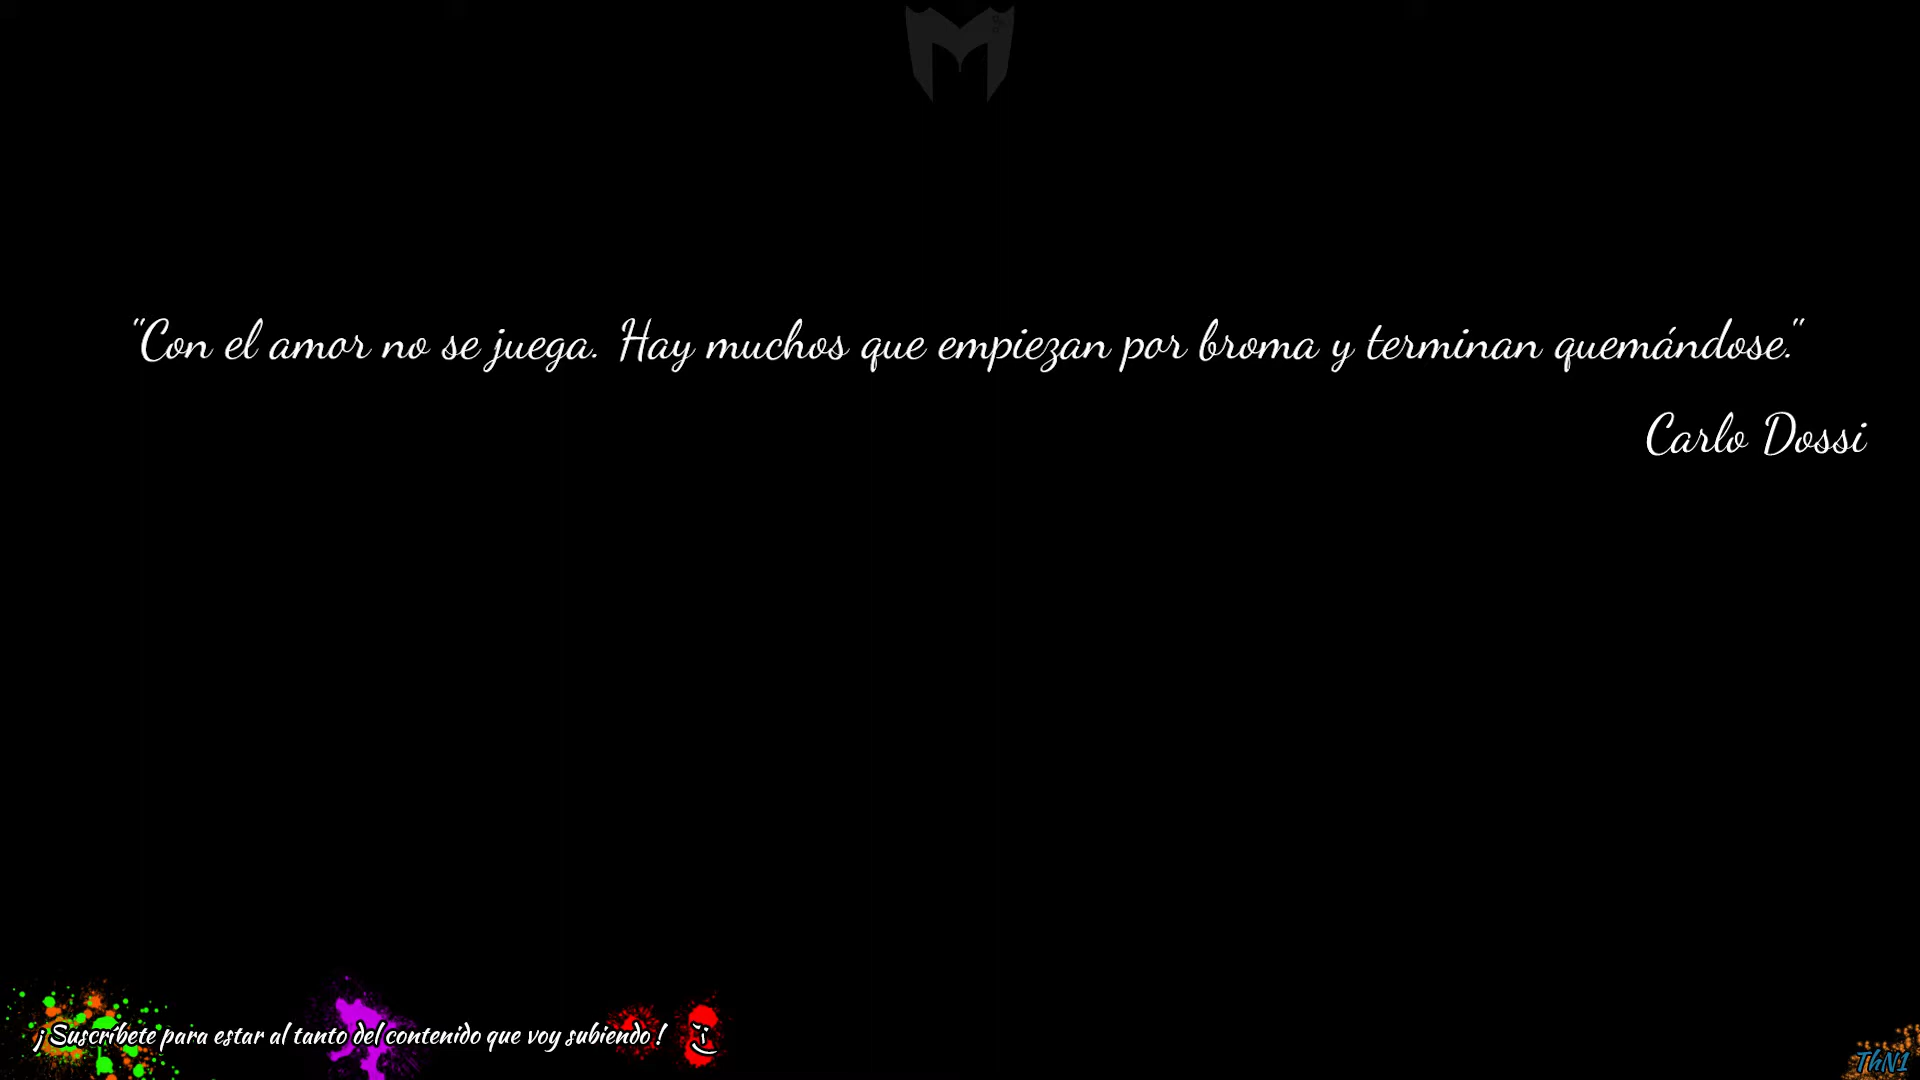 "Con el amor no se juega. Hay muchos que empiezan por broma y terminan quemándose."
Carlo Dossi
¡ Suscríbete para estar al tanto del contenido que voy subiendo !
ThN1